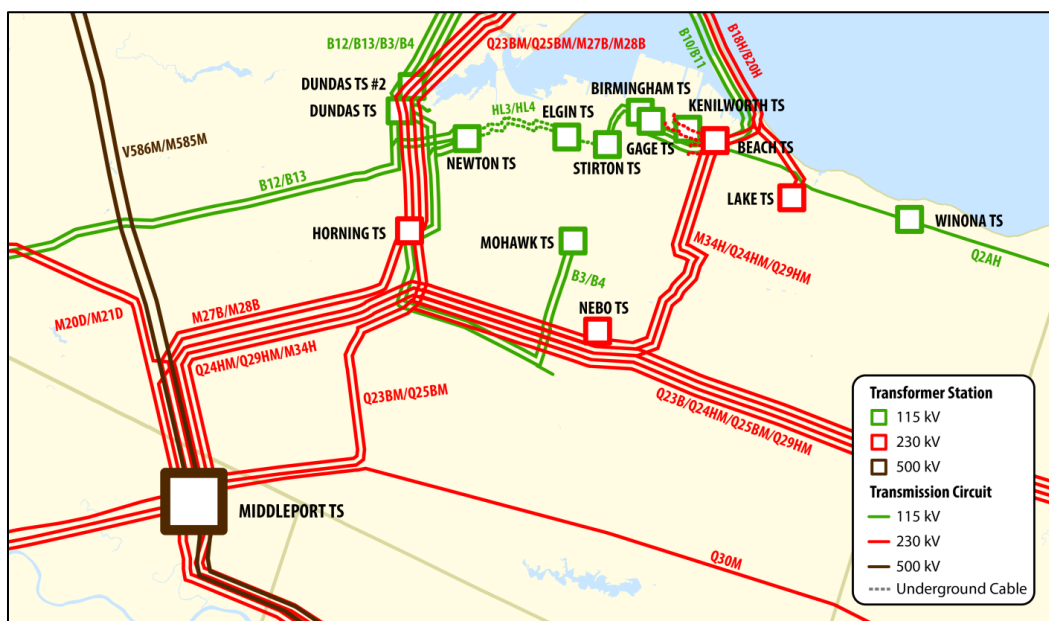 B12/B13/B3/B4
Q23BM/Q25BM/M27B/M28B
B10/B11
B18H/B20H
DUNDAS TS #2
DUNDAS TS
HL3/HL4
ELGIN TS
BIRMINGHAM TS
KENILWORTH TS
V586M/M585M
NEWTON TS
STIRTON TS
GAGE TS
BEACH TS
B12/B13
LAKE TS
WINONA TS
HORNING TS
MOHAWK TS
Q2AH
M34H/Q24HM/Q29HM
B3/B4
M20D/M21D
M27B/M28B
NEBO TS
Q24HM/Q29HM/M34H
Q23BM/Q25BM
Q23B/Q24HM/Q25BM/Q29HM
MIDDLEPORT TS
Q30M
Transformer Station
115 kV
230 kV
500 kV
Transmission Circuit
115 kV
230 kV
500 kV
Underground Cable